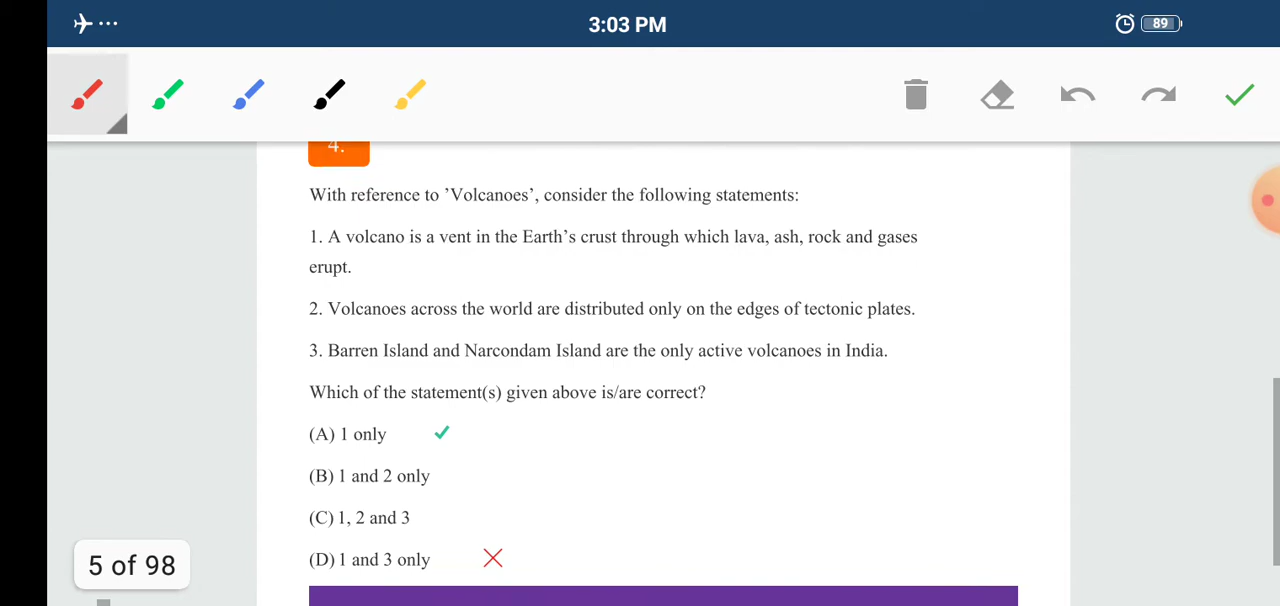 3:03 PM
89
4.
With reference to ’Volcanoes’, consider the following statements:
1. A volcano is a vent in the Earth’s crust through which lava, ash, rock and gases
erupt.
2. Volcanoes across the world are distributed only on the edges of tectonic plates.
3. Barren Island and Narcondam Island are the only active volcanoes in India.
Which of the statement(s) given above is/are correct?
(A) 1 only
(B) 1 and 2 only
(C) 1, 2 and 3
(D) 1 and 3 only
5 of 98